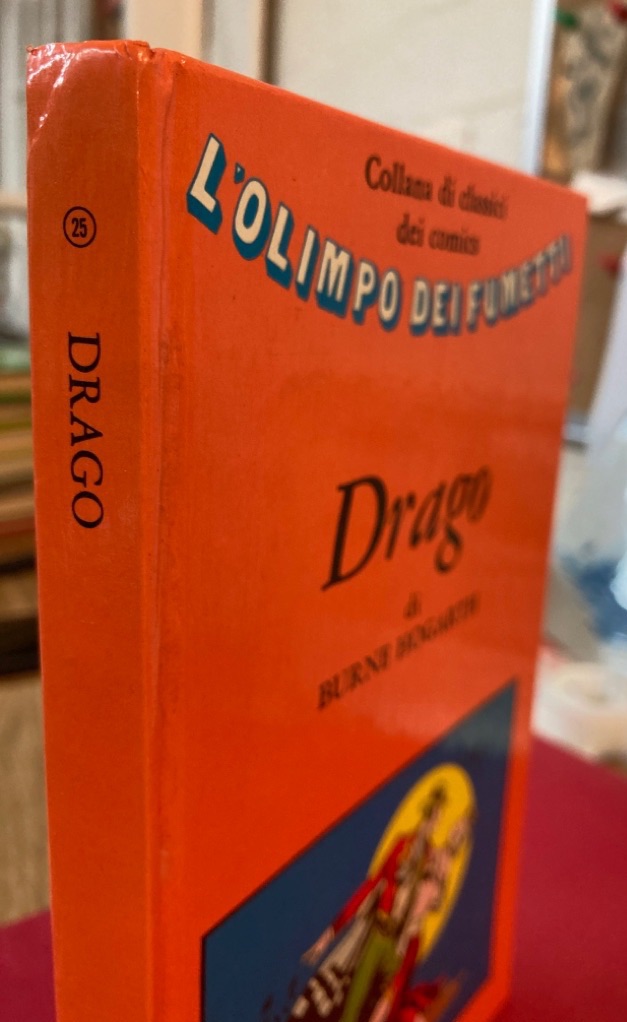 25
DRAGO
Collana di classici
dei comics
L'OLIMPO DEI FUMETTI
Drago
di
BURNE HOGARTH